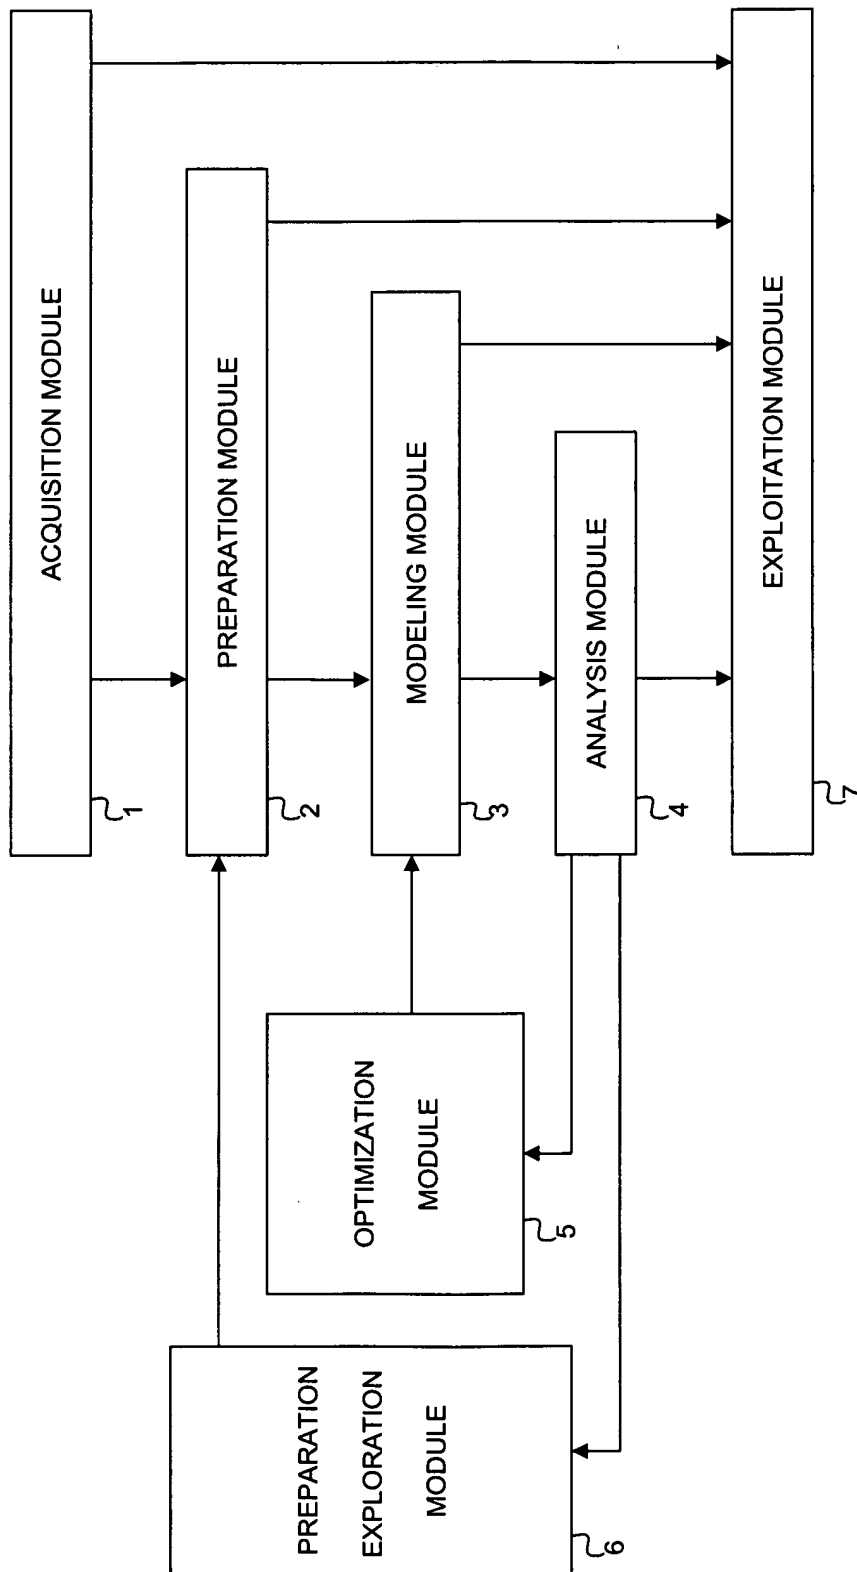 ACQUISITION MODULE
1
PREPARATION MODULE
2
MODELING MODULE
3
ANALYSIS MODULE
4
EXPLOITATION MODULE
7
OPTIMIZATION
MODULE
5
PREPARATION
EXPLORATION
MODULE
6